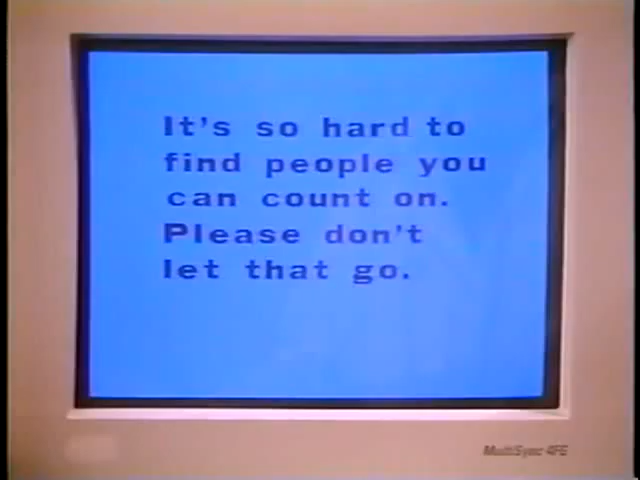 It's so hard to
find people you
can count on.
Please don't
let that go.
MultiSync 4FG